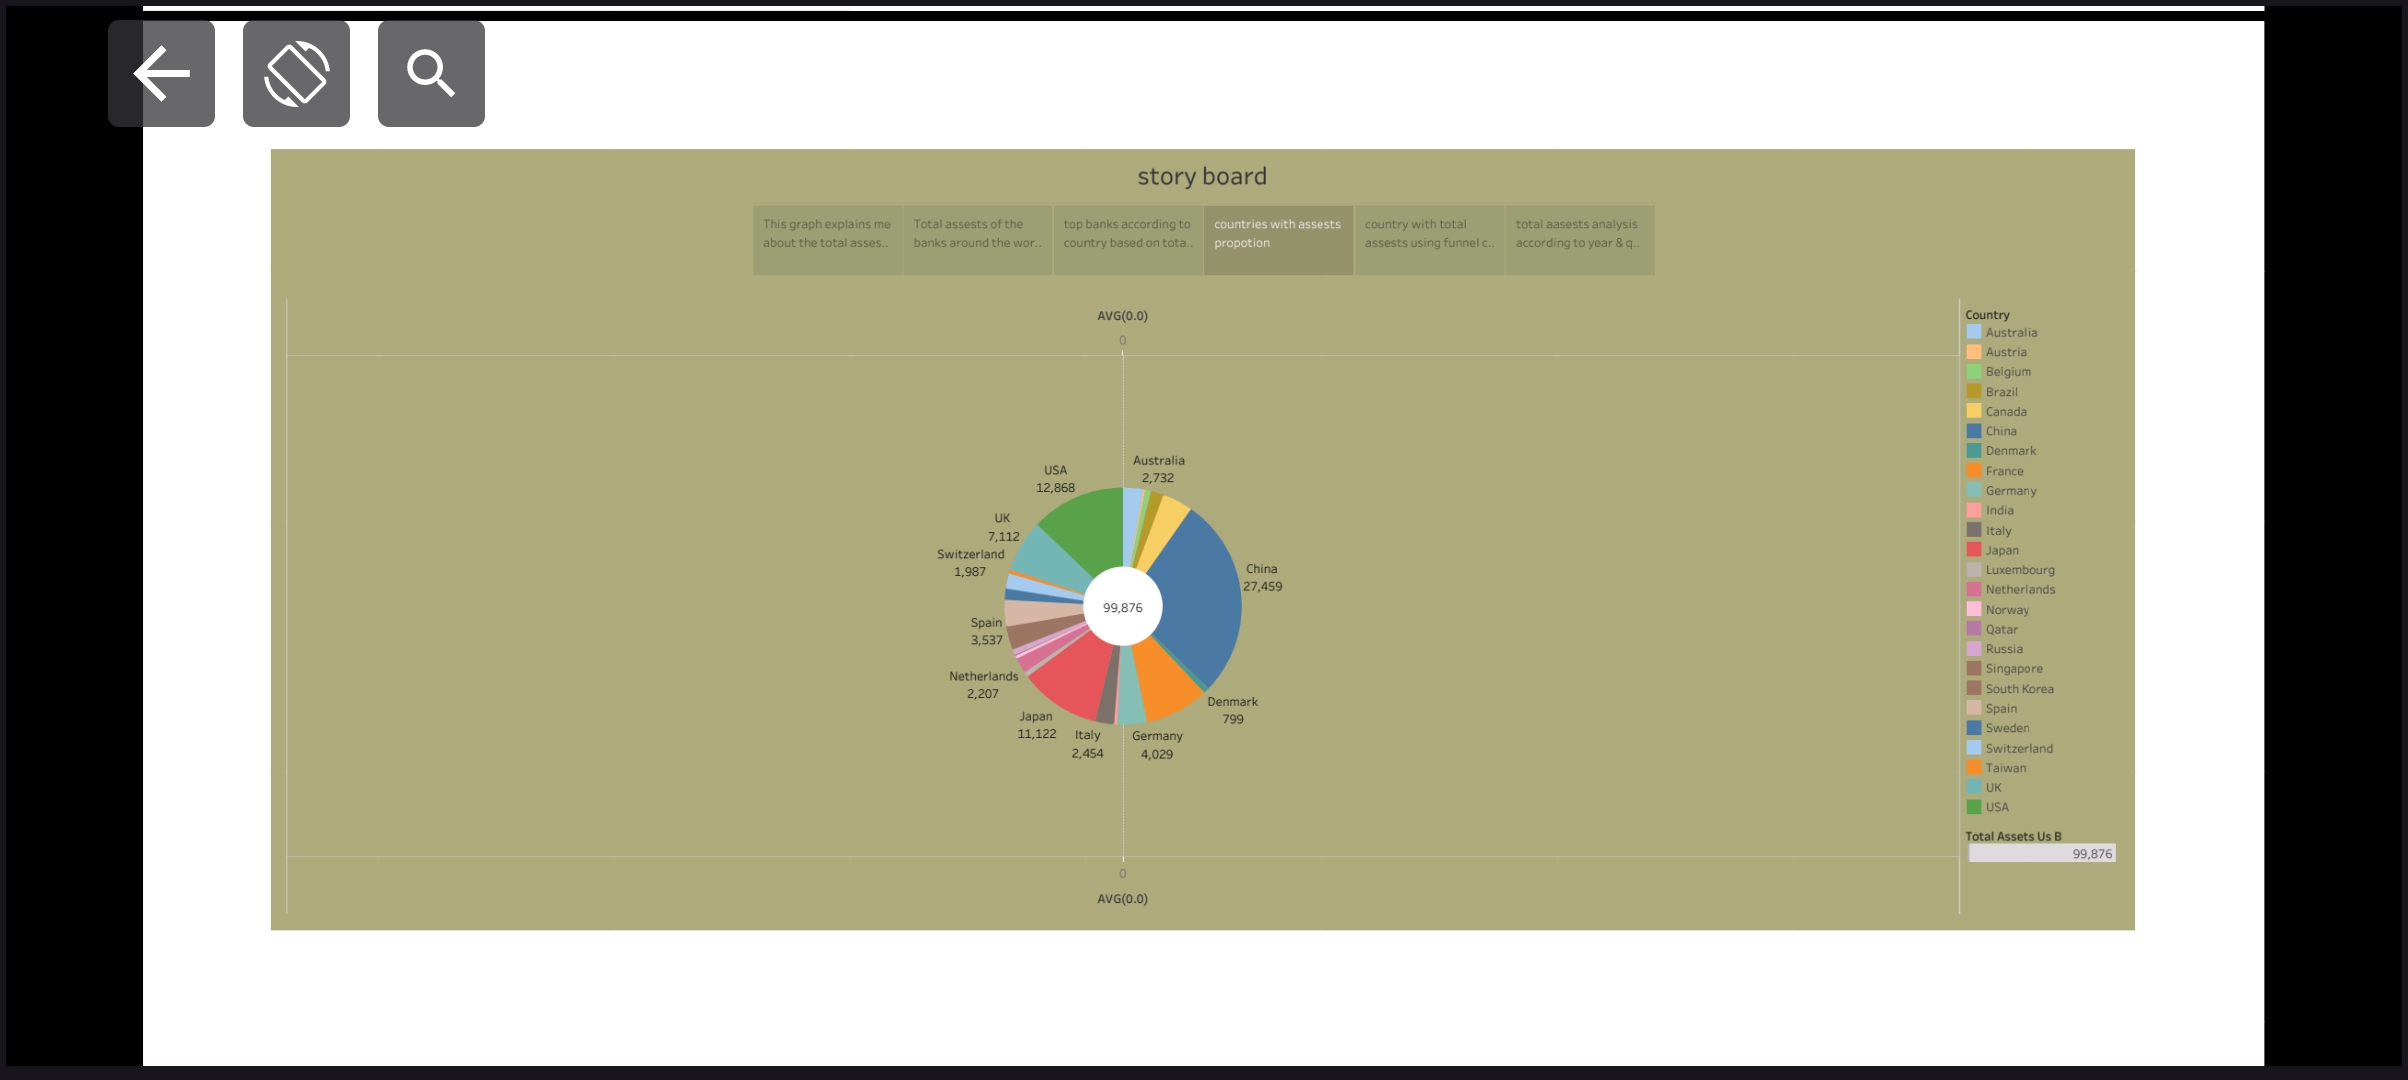 story board
This graph explains me
about the total asses..
Total assests of the
banks around the wor..
top banks according to
country based on tota..
countries with assests
propotion
country with total
assests using funnel c..
total aasests analysis
according to year & q..
AVG(0.0)
0
USA
12,868
Australia
2,732
UK
7,112
Switzerland
1,987
China
27,459
99,876
Spain
3,537
Netherlands
2,207
Denmark
799
Japan
11,122
Italy
2,454
Germany
4,029
0
AVG(0.0)
Country
Australia
Austria
Belgium
Brazil
Canada
China
Denmark
France
Germany
India
Italy
Japan
Luxembourg
Netherlands
Norway
Qatar
Russia
Singapore
South Korea
Spain
Sweden
Switzerland
Taiwan
UK
USA
Total Assets Us B
99,876